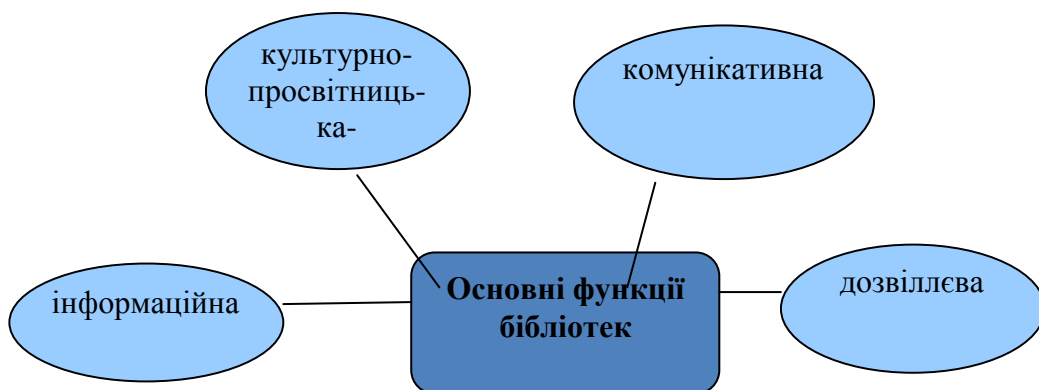 культурно-
просвітниць-
ка-
комунікативна
інформаційна
Основні функції
бібліотек
дозвіллєва